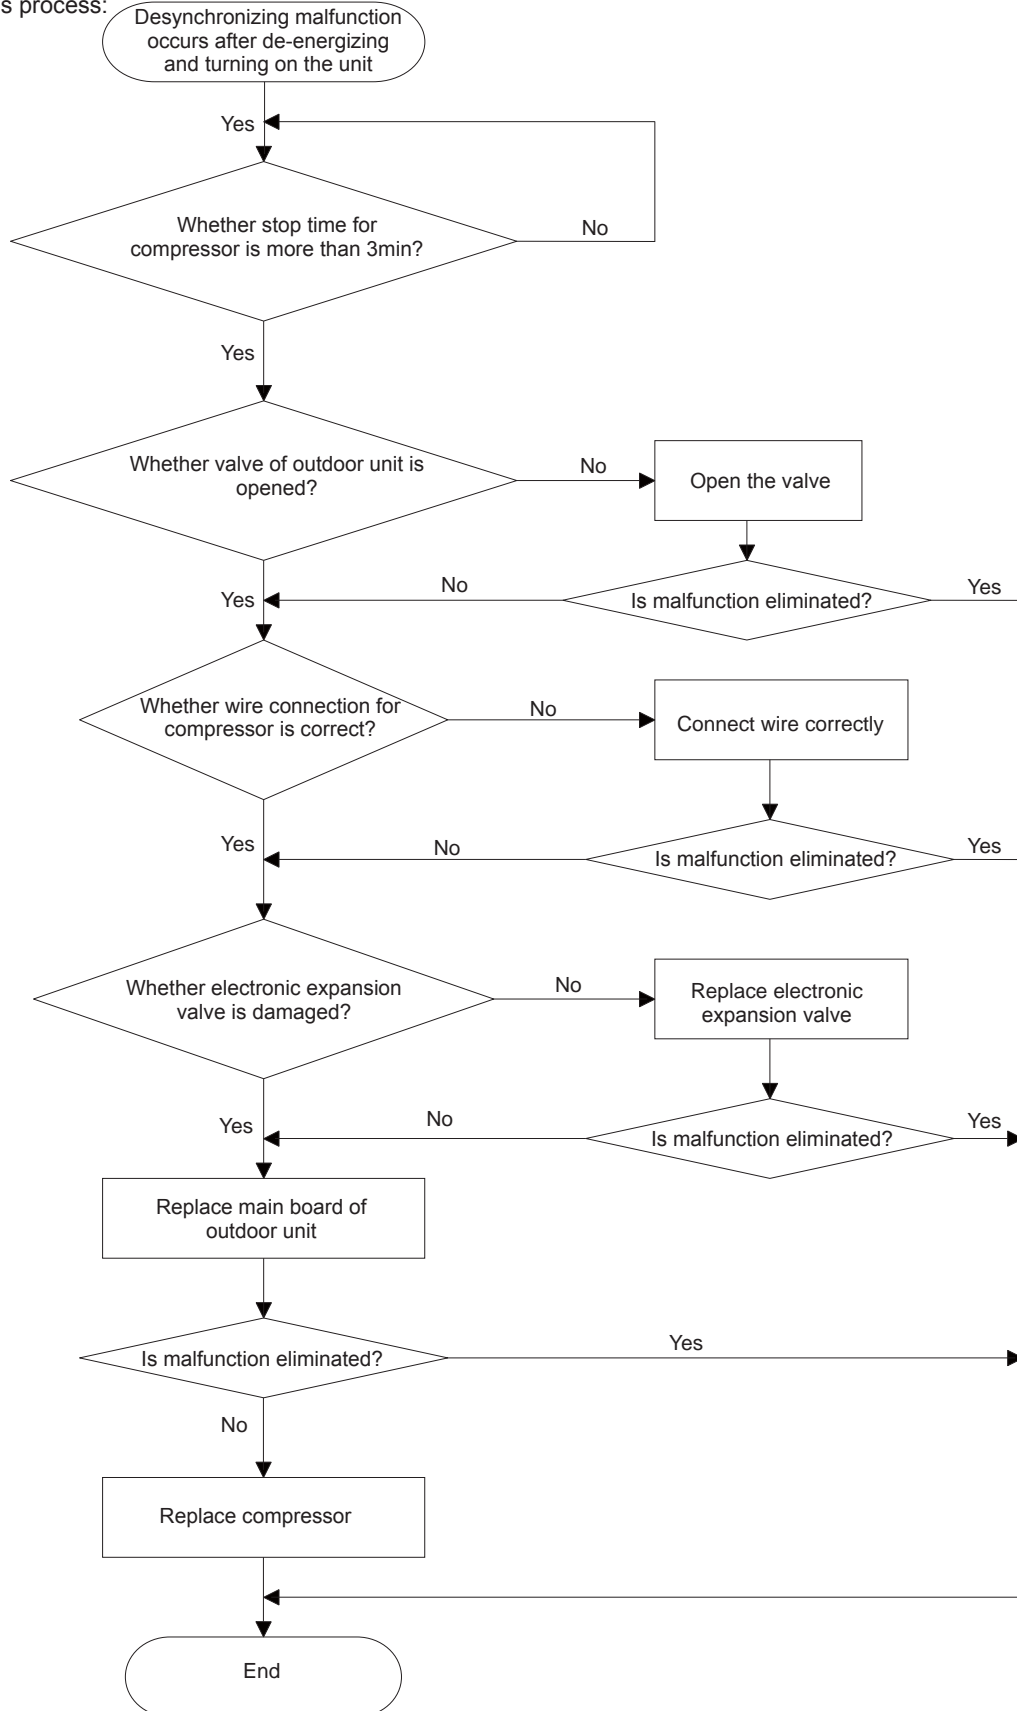 s process:
Desynchronizing malfunction
occurs after de-energizing
and turning on the unit
Yes
Whether stop time for
compressor is more than 3min?
No
Yes
Whether valve of outdoor unit is
opened?
No
Open the valve
Yes
No
Is malfunction eliminated?
Yes
Whether wire connection for
compressor is correct?
No
Connect wire correctly
Yes
No
Is malfunction eliminated?
Yes
Whether electronic expansion
valve is damaged?
No
Replace electronic
expansion valve
Yes
No
Is malfunction eliminated?
Yes
Replace main board of
outdoor unit
Is malfunction eliminated?
Yes
No
Replace compressor
End